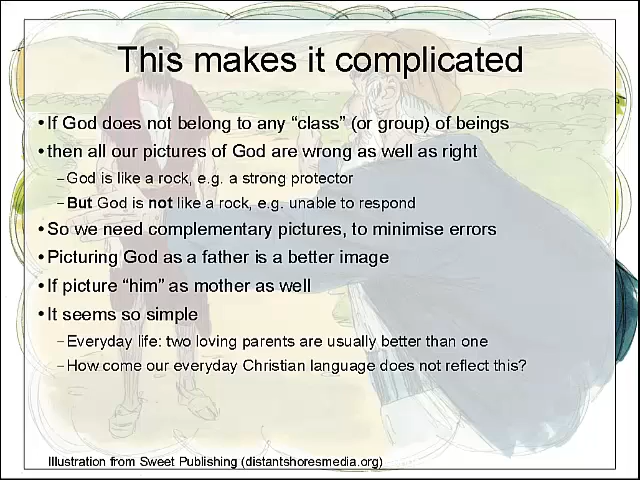 This makes it complicated
• If God does not belong to any “class” (or group) of beings
• then all our pictures of God are wrong as well as right
– God is like a rock, e.g. a strong protector
– But God is not like a rock, e.g. unable to respond
• So we need complementary pictures, to minimise errors
• Picturing God as a father is a better image
• If picture “him” as mother as well
• It seems so simple
– Everyday life: two loving parents are usually better than one
– How come our everyday Christian language does not reflect this?
Illustration from Sweet Publishing (distantshoresmedia.org)